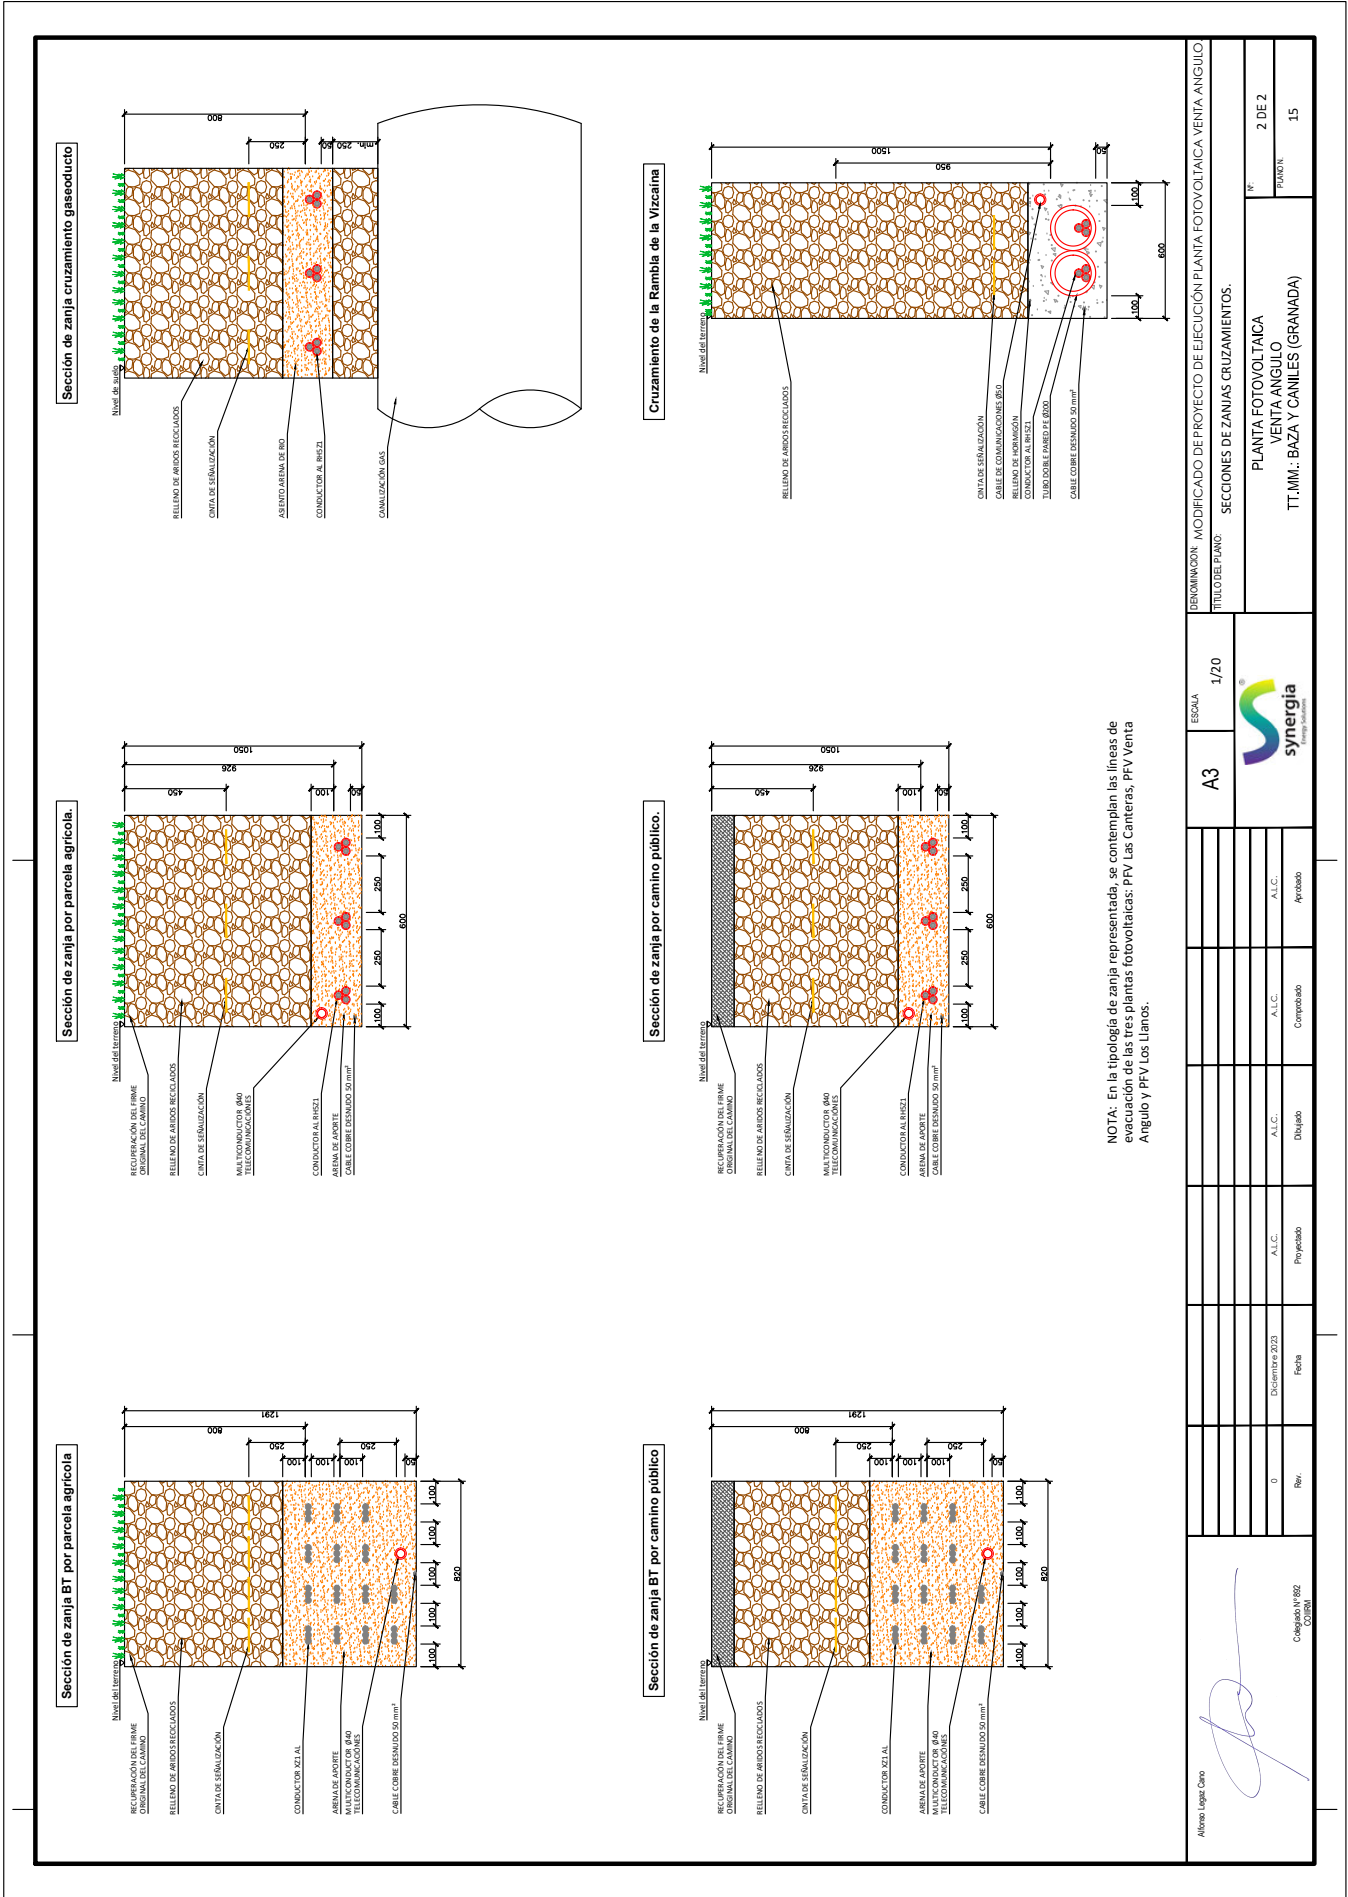 Sección de zanja BT por parcela agrícola
Nivel del terreno
RECUPERACIÓN DEL FIRME
ORIGINAL DEL CAMINO
RELLENO DE ARIDOS RECICLADOS
CINTA DE SEÑALIZACIÓN
CONDUCTOR XZ1 AL
ARENA DE APORTE
MULTICONDUCTOR Ø40
TELECOMUNICACIÓNES
CABLE COBRE DESNUDO 50 mm²
1291
800
250
250
100
100
100
50
100
100
100
100
100
820
Sección de zanja por parcela agrícola.
Nivel del terreno
RECUPERACIÓN DEL FIRME
ORIGINAL DEL CAMINO
RELLENO DE ARIDOS RECICLADOS
CINTA DE SEÑALIZACIÓN
MULTICONDUCTOR Ø40
TELECOMUNICACIÓNES
CONDUCTOR AL RHSZ1
ARENA DE APORTE
CABLE COBRE DESNUDO 50 mm²
1050
926
450
100
50
100
250
250
100
600
Sección de zanja cruzamiento gaseoducto
Nivel de suelo
RELLENO DE ARIDOS RECICLADOS
CINTA DE SEÑALIZACIÓN
ASIENTO ARENA DE RIO
CONDUCTOR AL RHSZ1
CANALIZACIÓN GAS
800
250
50
min. 250
Sección de zanja BT por camino público
Nivel del terreno
RECUPERACIÓN DEL FIRME
ORIGINAL DEL CAMINO
RELLENO DE ARIDOS RECICLADOS
CINTA DE SEÑALIZACIÓN
CONDUCTOR XZ1 AL
ARENA DE APORTE
MULTICONDUCTOR Ø40
TELECOMUNICACIÓNES
CABLE COBRE DESNUDO 50 mm²
1291
800
250
250
100
100
100
50
100
100
100
100
100
820
Sección de zanja por camino público.
Nivel del terreno
RECUPERACIÓN DEL FIRME
ORIGINAL DEL CAMINO
RELLENO DE ARIDOS RECICLADOS
CINTA DE SEÑALIZACIÓN
MULTICONDUCTOR Ø40
TELECOMUNICACIÓNES
CONDUCTOR AL RHSZ1
ARENA DE APORTE
CABLE COBRE DESNUDO 50 mm²
1050
926
450
100
50
100
250
250
100
600
Cruzamiento de la Rambla de la Vizcaína
Nivel del terreno
RELLENO DE ARIDOS RECICLADOS
CINTA DE SEÑALIZACIÓN
CABLE DE COMUNICACIONES Ø50
RELLENO DE HORMIGÓN
CONDUCTOR AL RHSZ1
TUBO DOBLE PARED PE Ø200
CABLE COBRE DESNUDO 50 mm²
1500
950
50
100
100
600
NOTA: En la tipología de zanja representada, se contemplan las líneas de
evacuación de las tres plantas fotovoltaicas: PFV Las Canteras, PFV Venta
Angulo y PFV Los Llanos.
Alfonso Legaz Cano
Colegiado Nº 892
COIIRM
0
Diciembre 2023
A.L.C.
A.L.C.
A.L.C.
A.L.C.
Rev.
Fecha
Proyectado
Dibujado
Comprobado
Aprobado
A3
ESCALA
1/20
synergia
Energy Solutions
®
DENOMINACION: MODIFICADO DE PROYECTO DE EJECUCIÓN PLANTA FOTOVOLTAICA VENTA ANGULO.
TÍTULO DEL PLANO:
SECCIONES DE ZANJAS CRUZAMIENTOS.
PLANTA FOTOVOLTAICA
VENTA ANGULO
TT.MM.: BAZA Y CANILES (GRANADA)
Nº:
2 DE 2
PLANO N.
15